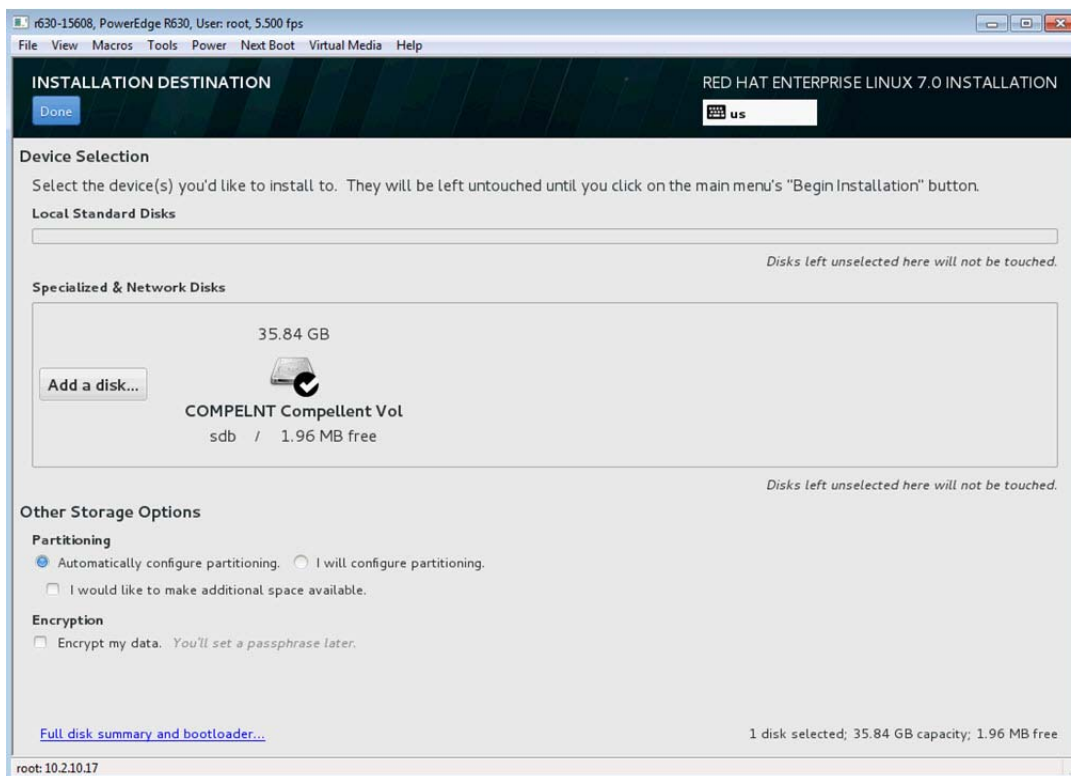 r630-15608, PowerEdge R630, User: root, 5.500 fps
File View Macros Tools Power Next Boot Virtual Media Help
INSTALLATION DESTINATION
RED HAT ENTERPRISE LINUX 7.0 INSTALLATION
Done
us
Device Selection
Select the device(s) you'd like to install to. They will be left untouched until you click on the main menu's "Begin Installation" button.
Local Standard Disks
Disks left unselected here will not be touched.
Specialized & Network Disks
35.84 GB
Add a disk...
COMPELNT Compellent Vol
sdb / 1.96 MB free
Disks left unselected here will not be touched.
Other Storage Options
Partitioning
Automatically configure partitioning. I will configure partitioning.
I would like to make additional space available.
Encryption
Encrypt my data. You'll set a passphrase later.
Full disk summary and bootloader...
1 disk selected; 35.84 GB capacity; 1.96 MB free
root: 10.2.10.17